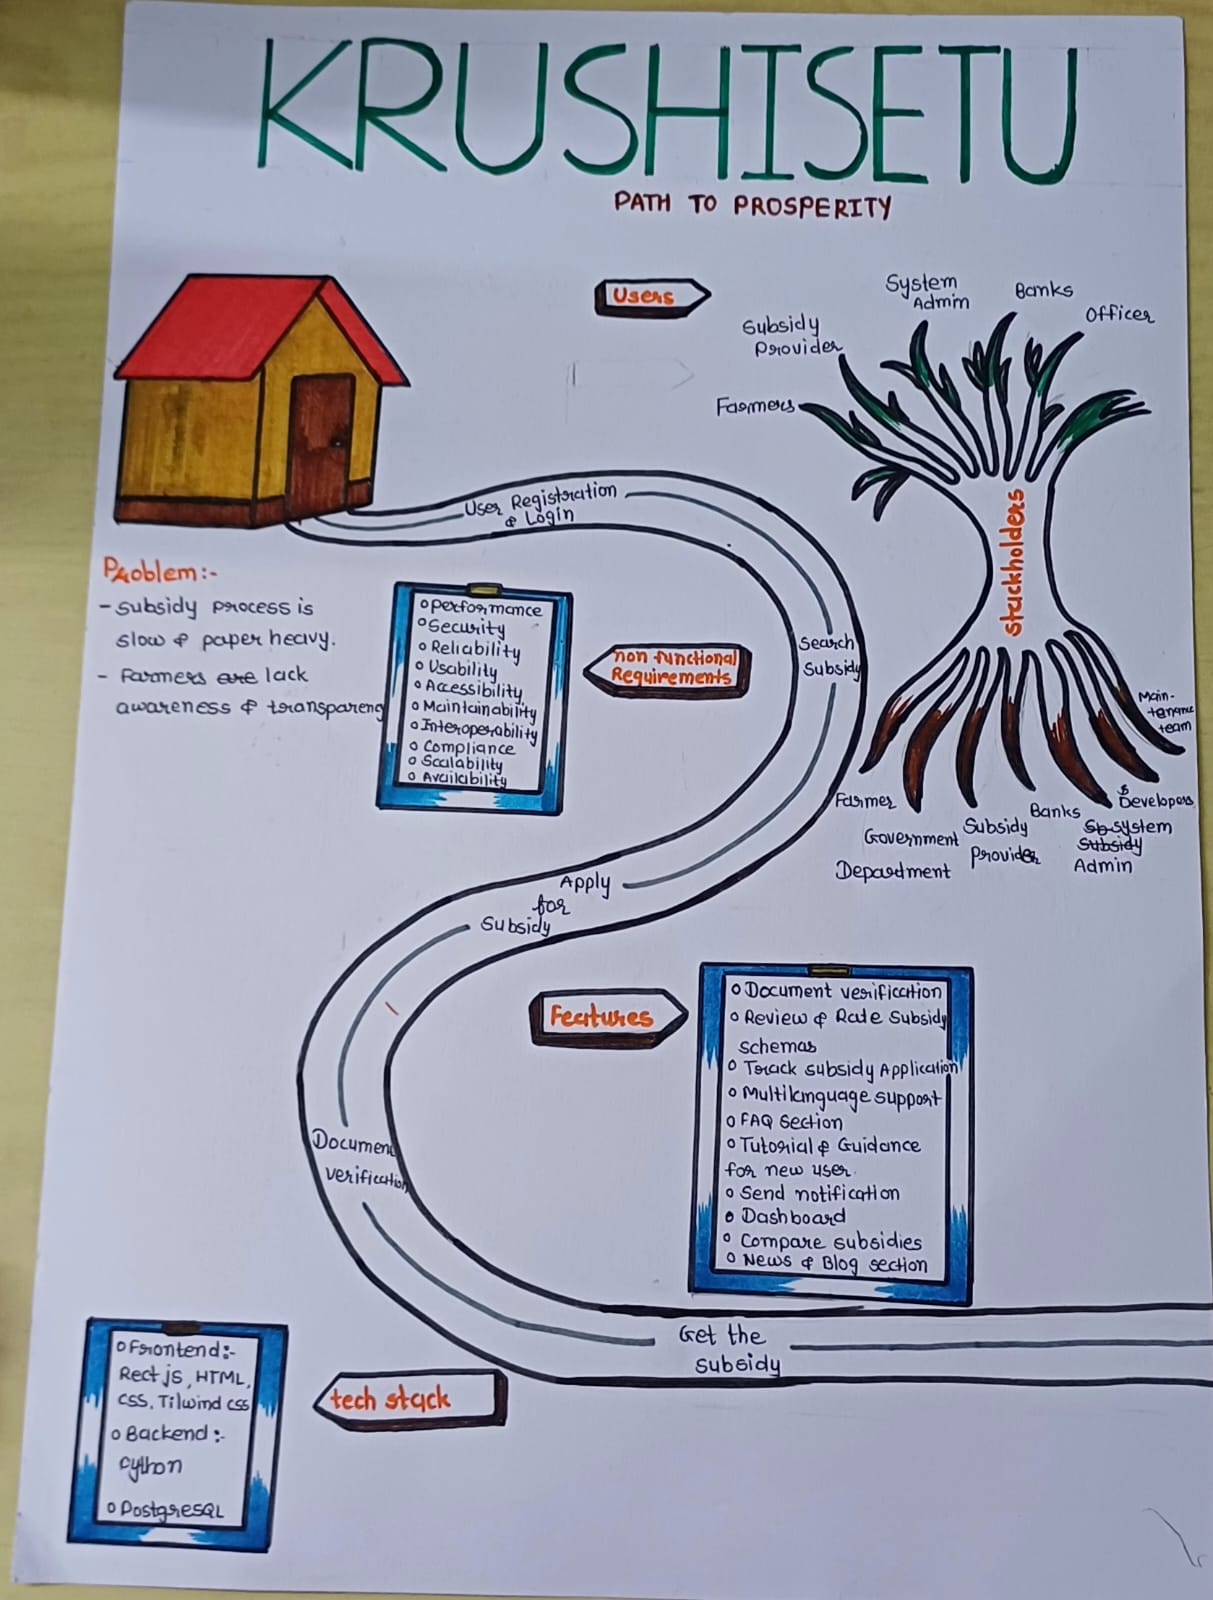 KRUSHISETU
PATH TO PROSPERITY
Users
System
Admin
Banks
Officer
Subsidy
Provider
Farmers
stackholders
User Registration
& Login
Problem:-
- subsidy process is
slow & paper heavy.
- Farmers are lack
awareness & transparenc
o Performance
o Security
o Reliability
o Usability
o Accessibility
o Maintainability
o Interoperability
o Compliance
o Scalability
o Availability
non functional
Requirements
Search
Subsidy
Main-
tenance
team
Farmer
Government
Department
Subsidy
Provider
Banks
$
Developers
Sb system
Subsidy
Admin
Apply
for
Subsidy
Features
o Document verification
o Review & Rate Subsidy
schemas
o Track subsidy Application
o Multilanguage support
o FAQ section
o Tutorial & Guidance
for new user.
o Send notification
o Dashboard
o Compare subsidies
o News & Blog section
Document
verification
Get the
subsidy
tech stack
o Frontend:-
Rect js, HTML,
CSS, Tilwind css
o Backend:-
Python
o PostgreSQL